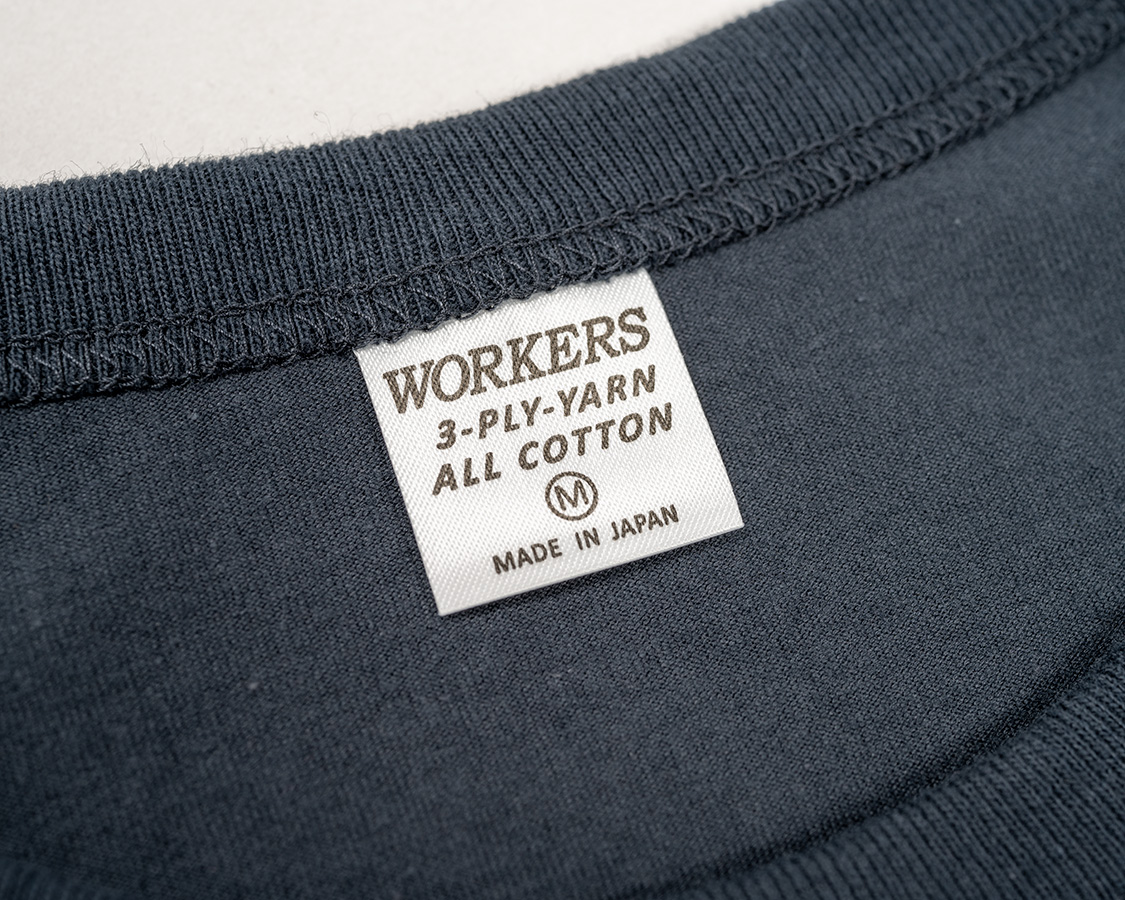 WORKERS
3-PLY-YARN
ALL COTTON
M
MADE IN JAPAN